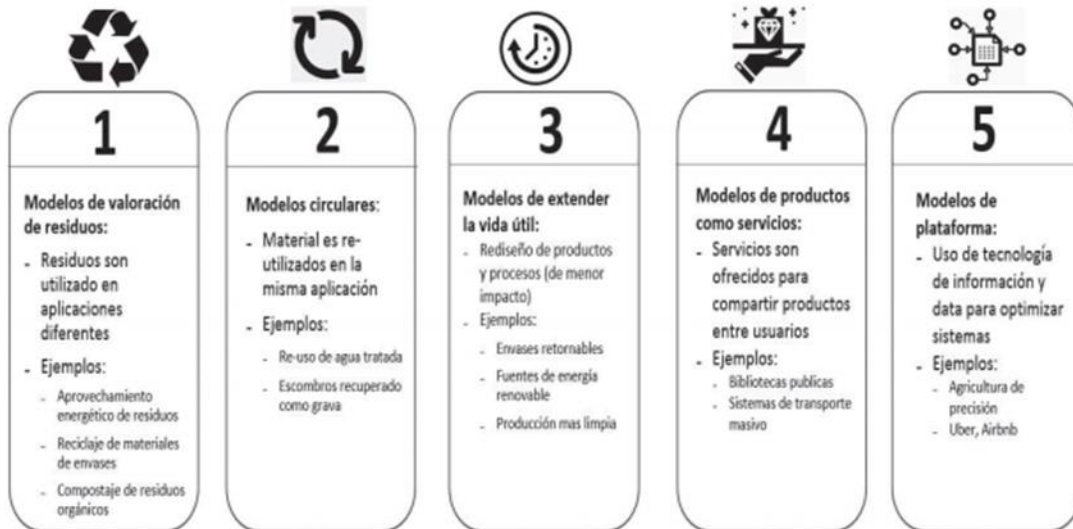 1
Modelos de valoración
de residuos:
- Residuos son
utilizado en
aplicaciones
diferentes
- Ejemplos:
- Aprovechamiento
energético de residuos
- Reciclaje de materiales
de envases
- Compostaje de residuos
orgánicos
2
Modelos circulares:
- Material es re-
utilizados en la
misma aplicación
- Ejemplos:
- Re-uso de agua tratada
- Escombros recuperado
como grava
3
Modelos de extender
la vida útil:
- Rediseño de productos
y procesos (de menor
impacto)
- Ejemplos:
- Envases retornables
- Fuentes de energía
renovable
- Producción mas limpia
4
Modelos de productos
como servicios:
- Servicios son
ofrecidos para
compartir productos
entre usuarios
- Ejemplos:
- Bibliotecas publicas
- Sistemas de transporte
masivo
5
Modelos de
plataforma:
- Uso de tecnología
de información y
data para optimizar
sistemas
- Ejemplos:
- Agricultura de
precisión
- Uber, Airbnb